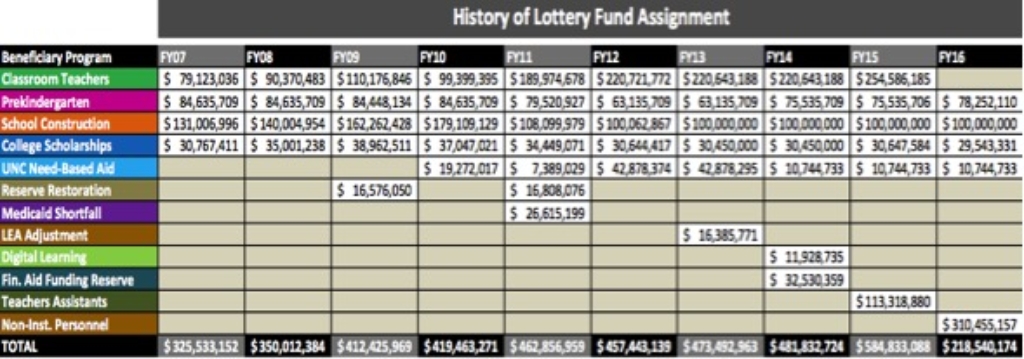 History of Lottery Fund Assignment
Beneficiary Program FY07 FY08 FY09 FY10 FY11 FY12 FY13 FY14 FY15 FY16
Classroom Teachers $ 79,123,036 $ 90,370,483 $110,176,846 $ 99,399,395 $189,974,678 $220,721,772 $220,643,188 $220,643,188 $254,586,185
Prekindergarten $ 84,635,709 $ 84,635,709 $ 84,448,134 $ 84,635,709 $ 79,520,927 $ 63,135,709 $ 63,135,709 $ 75,535,709 $ 75,535,706 $ 78,252,110
School Construction $131,006,996 $140,004,954 $162,262,428 $179,109,129 $108,099,979 $100,062,867 $100,000,000 $100,000,000 $100,000,000 $100,000,000
College Scholarships $ 30,767,411 $ 35,001,238 $ 38,962,511 $ 37,047,021 $ 34,449,071 $ 30,644,417 $ 30,450,000 $ 30,450,000 $ 30,647,584 $ 29,543,331
UNC Need-Based Aid $ 19,272,017 $ 7,389,029 $ 42,878,374 $ 42,878,295 $ 10,744,733 $ 10,744,733 $ 10,744,733
Reserve Restoration $ 16,576,050 $ 16,808,076
Medicaid Shortfall $ 26,615,199
LEA Adjustment $ 16,385,771
Digital Learning $ 11,928,735
Fin. Aid Funding Reserve $ 32,530,359
Teachers Assistants $113,318,880
Non-Inst. Personnel $310,455,157
TOTAL $325,533,152 $350,012,384 $412,425,969 $419,463,271 $462,856,959 $457,443,139 $473,492,963 $481,832,724 $584,833,088 $218,540,174